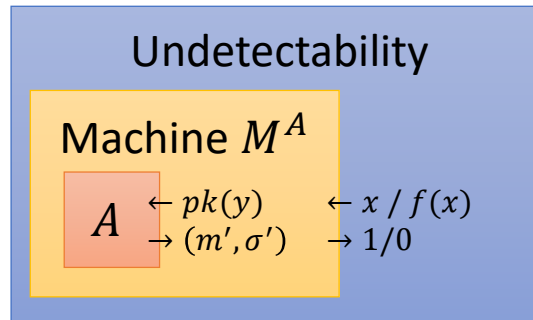 Undetectability
Machine M^A
A
← pk(y)
← x / f(x)
→ (m′, σ′)
→ 1/0